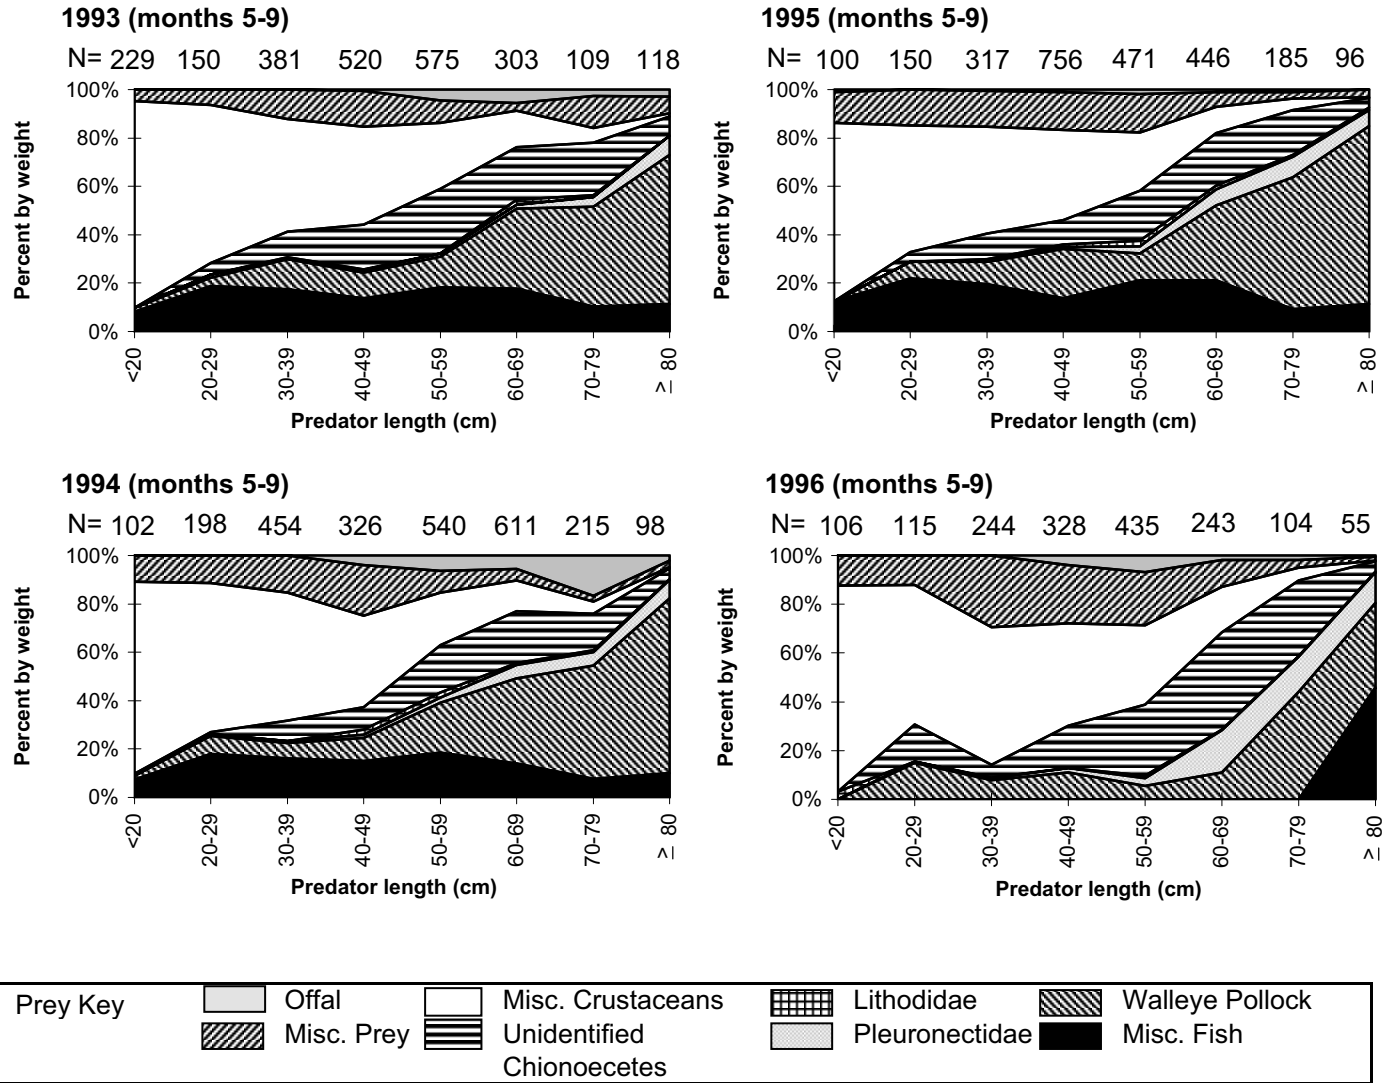 1993 (months 5-9)
N= 229 150 381 520 575 303 109 118
100%
80%
60%
40%
20%
0%
Percent by weight
<20 20-29 30-39 40-49 50-59 60-69 70-79 ≥ 80
Predator length (cm)
1995 (months 5-9)
N= 100 150 317 756 471 446 185 96
100%
80%
60%
40%
20%
0%
Percent by weight
<20 20-29 30-39 40-49 50-59 60-69 70-79 ≥ 80
Predator length (cm)
1994 (months 5-9)
N= 102 198 454 326 540 611 215 98
100%
80%
60%
40%
20%
0%
Percent by weight
<20 20-29 30-39 40-49 50-59 60-69 70-79 ≥ 80
Predator length (cm)
1996 (months 5-9)
N= 106 115 244 328 435 243 104 55
100%
80%
60%
40%
20%
0%
Percent by weight
<20 20-29 30-39 40-49 50-59 60-69 70-79 ≥ 80
Predator length (cm)
Prey Key
Offal
Misc. Crustaceans
Lithodidae
Walleye Pollock
Misc. Prey
Unidentified
Chionoecetes
Pleuronectidae
Misc. Fish